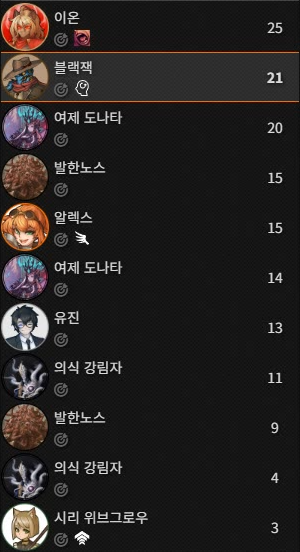 이온 25
블랙잭 21
여제 도나타 20
발한노스 15
알렉스 15
여제 도나타 14
유진 13
의식 강림자 11
발한노스 9
의식 강림자 4
시리 위브그로우 3